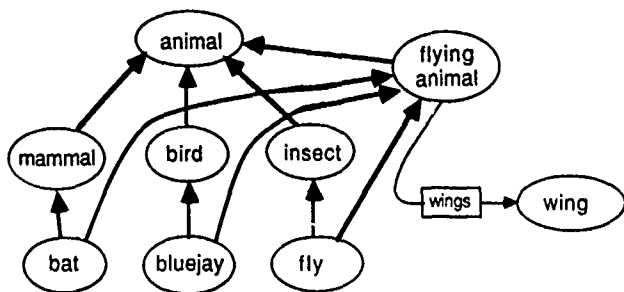 animal
flying
animal
mammal
bird
insect
wings
wing
bat
bluejay
fly